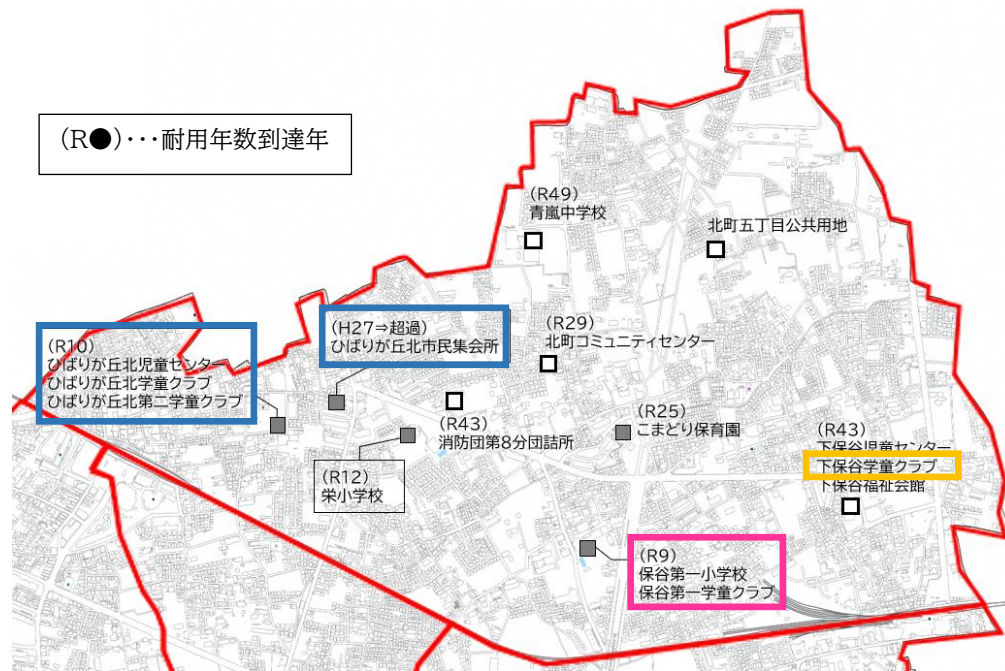 (R●)・・・耐用年数到達年
(R49)
青嵐中学校
北町五丁目公共用地
(H27⇒超過)
ひばりが丘北市民集会所
(R29)
北町コミュニティセンター
(R10)
ひばりが丘北児童センター
ひばりが丘北学童クラブ
ひばりが丘北第二学童クラブ
(R43)
消防団第8分団詰所
(R25)
こまどり保育園
(R43)
下保谷児童センター
下保谷学童クラブ
下保谷福祉会館
(R12)
栄小学校
(R9)
保谷第一小学校
保谷第一学童クラブ